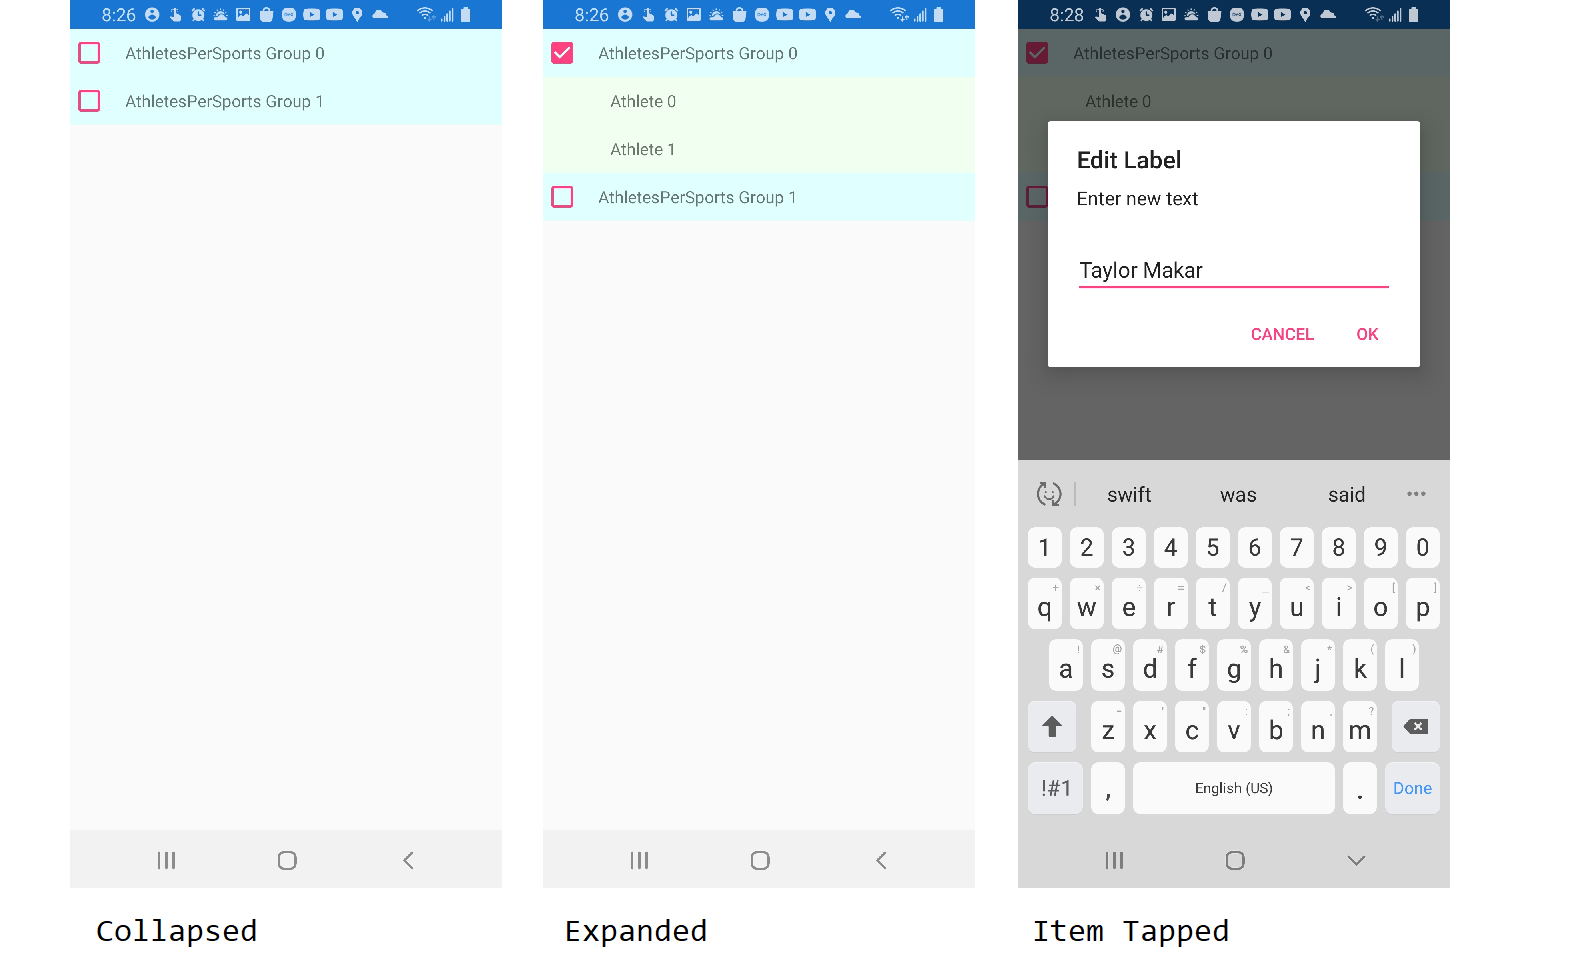 8:26
AthletesPerSports Group 0
AthletesPerSports Group 1
Collapsed
8:26
AthletesPerSports Group 0
Athlete 0
Athlete 1
AthletesPerSports Group 1
Expanded
8:28
AthletesPerSports Group 0
Athlete 0
Edit Label
Enter new text
Taylor Makar
CANCEL OK
swift was said
1 2 3 4 5 6 7 8 9 0
q w e r t y u i o p
a s d f g h j k l
z x c v b n m
!#1 , English (US) . Done
Item Tapped